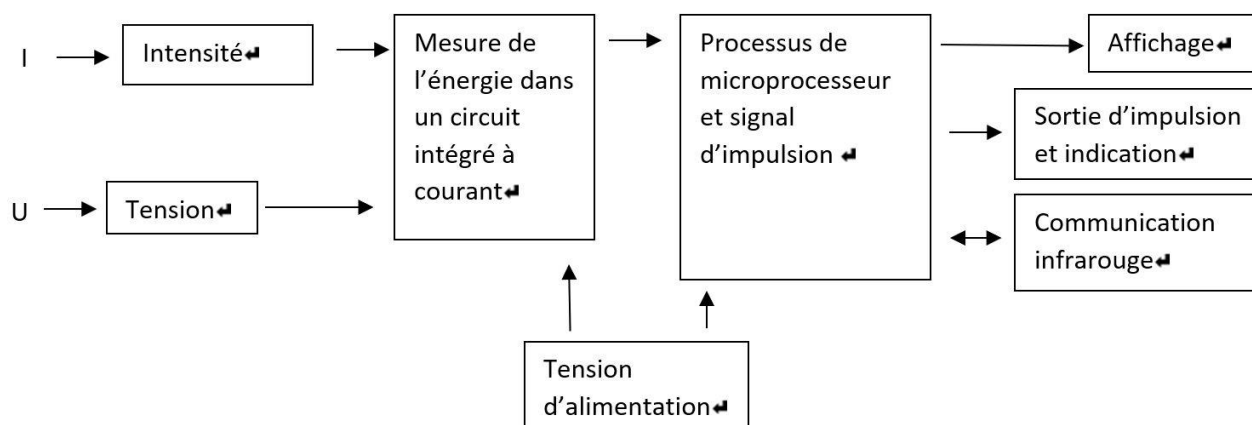 I
Intensité↵
Mesure de
l’énergie dans
un circuit
intégré à
courant↵
Processus de
microprocesseur
et signal
d’impulsion ↵
Affichage↵
Sortie d’impulsion
et indication↵
U
Tension↵
Communication
infrarouge↵
Tension
d’alimentation↵